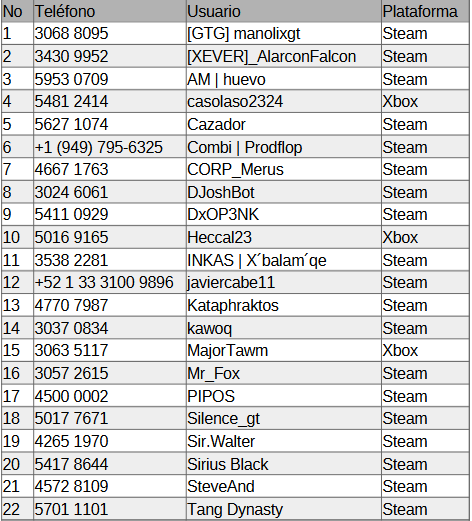 No Teléfono Usuario Plataforma
1 3068 8095 [GTG] manolixgt Steam
2 3430 9952 [XEVER]_AlarconFalcon Steam
3 5953 0709 AM | huevo Steam
4 5481 2414 casolaso2324 Xbox
5 5627 1074 Cazador Steam
6 +1 (949) 795-6325 Combi | Prodflop Steam
7 4667 1763 CORP_Merus Steam
8 3024 6061 DJoshBot Steam
9 5411 0929 DxOP3NK Steam
10 5016 9165 Heccal23 Xbox
11 3538 2281 INKAS | X´balam´qe Steam
12 +52 1 33 3100 9896 javiercabe11 Steam
13 4770 7987 Kataphraktos Steam
14 3037 0834 kawoq Steam
15 3063 5117 MajorTawm Xbox
16 3057 2615 Mr_Fox Steam
17 4500 0002 PIPOS Steam
18 5017 7671 Silence_gt Steam
19 4265 1970 Sir.Walter Steam
20 5417 8644 Sirius Black Steam
21 4572 8109 SteveAnd Steam
22 5701 1101 Tang Dynasty Steam